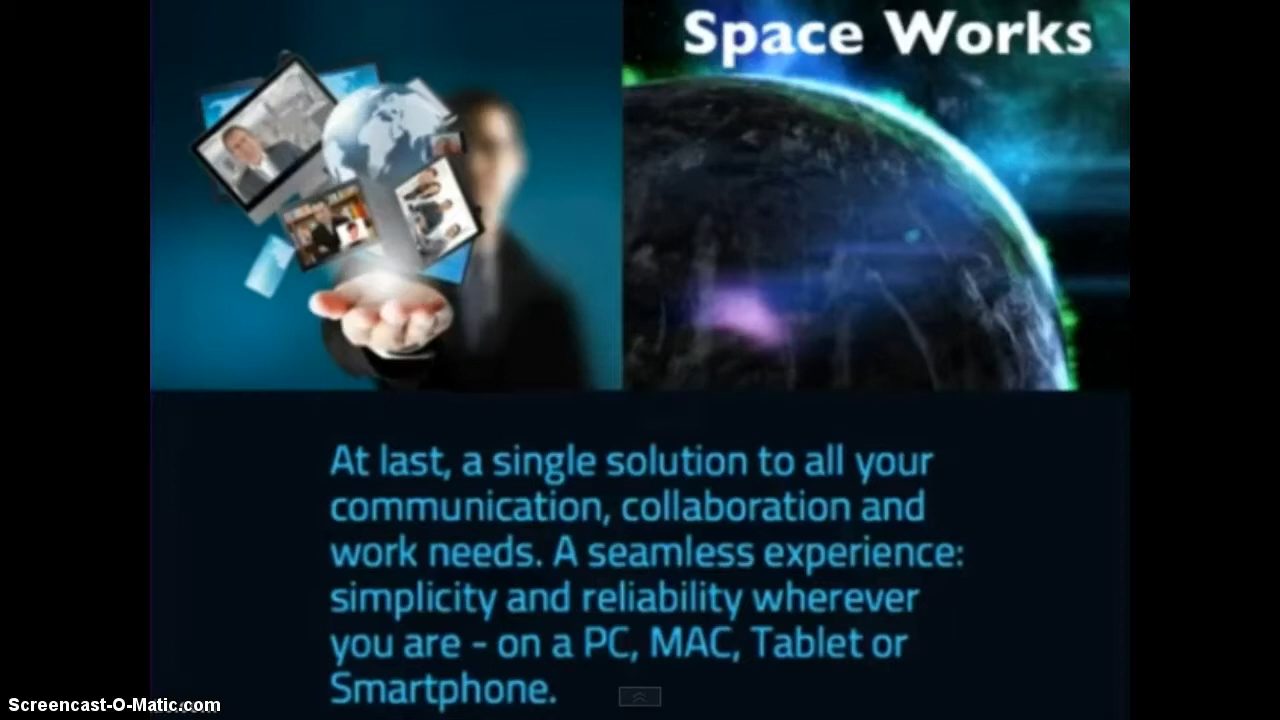 Space Works
At last, a single solution to all your
communication, collaboration and
work needs. A seamless experience:
simplicity and reliability wherever
you are - on a PC, MAC, Tablet or
Smartphone.
Screencast-O-Matic.com